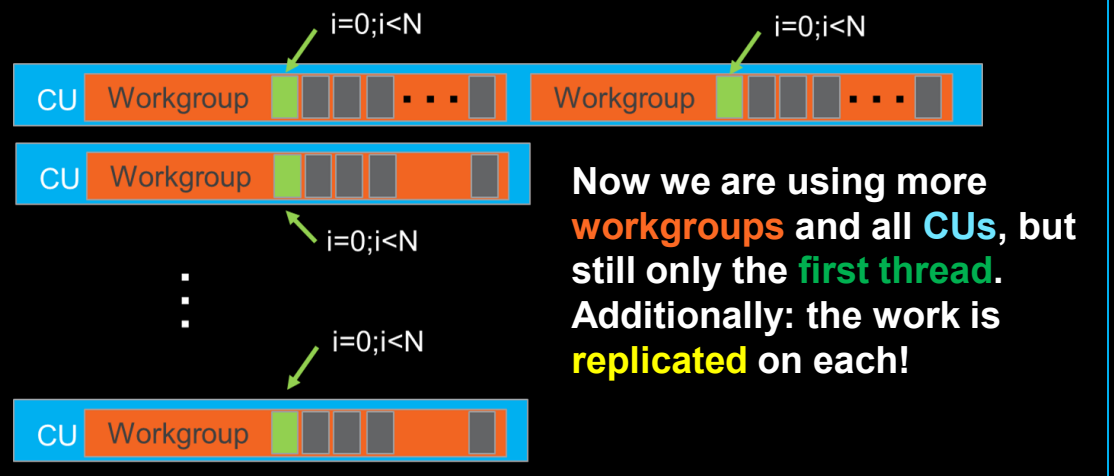 i=0;i<N
i=0;i<N
CU Workgroup ... Workgroup ...
CU Workgroup
i=0;i<N
Now we are using more
workgroups and all CUs, but
still only the first thread.
Additionally: the work is
replicated on each!
i=0;i<N
CU Workgroup